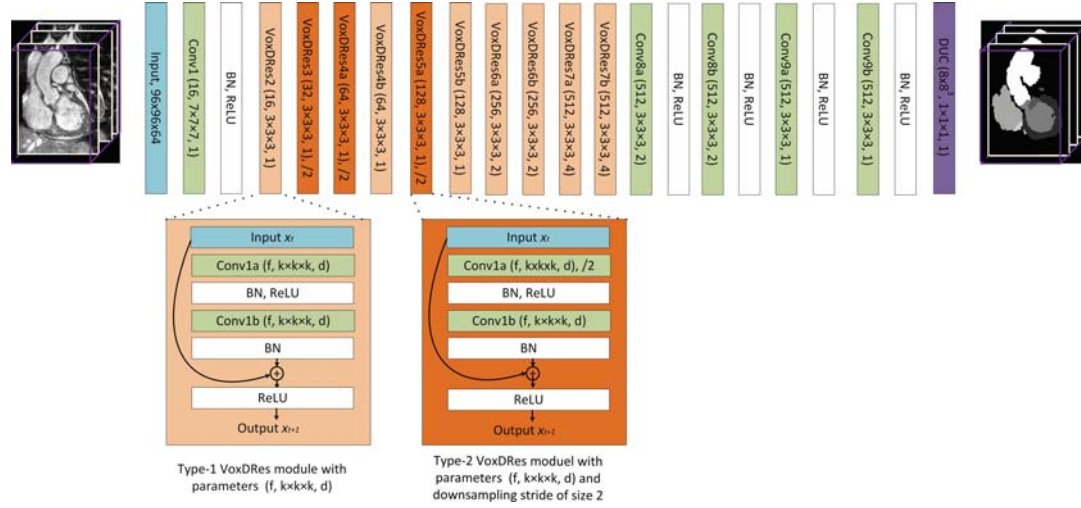 Input, 96x96x64
Conv1 (16, 7×7×7, 1)
BN, ReLU
VoxDRes2 (16, 3×3×3, 1)
VoxDRes3 (32, 3×3×3, 1), /2
VoxDRes4a (64, 3×3×3, 1), /2
VoxDRes4b (64, 3×3×3, 1)
VoxDRes5a (128, 3×3×3, 1), /2
VoxDRes5b (128, 3×3×3, 1)
VoxDRes6a (256, 3×3×3, 2)
VoxDRes6b (256, 3×3×3, 2)
VoxDRes7a (512, 3×3×3, 4)
VoxDRes7b (512, 3×3×3, 4)
Conv8a (512, 3×3×3, 2)
BN, ReLU
Conv8b (512, 3×3×3, 2)
BN, ReLU
Conv9a (512, 3×3×3, 1)
BN, ReLU
Conv9b (512, 3×3×3, 1)
BN, ReLU
DUC (8x8³, 1×1×1, 1)
Input xₜ
Conv1a (f, k×k×k, d)
BN, ReLU
Conv1b (f, k×k×k, d)
BN
+
ReLU
Output xₜ₊₁
Type-1 VoxDRes module with
parameters (f, k×k×k, d)
Input xₜ
Conv1a (f, kxkxk, d), /2
BN, ReLU
Conv1b (f, k×k×k, d)
BN
+
ReLU
Output xₜ₊₁
Type-2 VoxDRes moduel with
parameters (f, k×k×k, d) and
downsampling stride of size 2